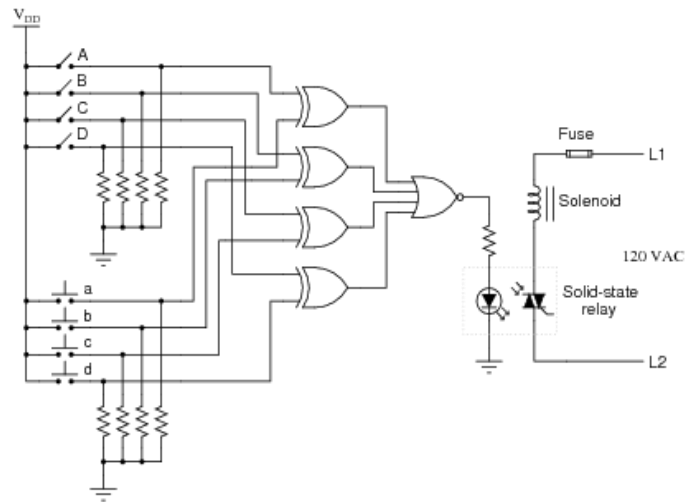 VDD
A
B
C
D
Fuse
L1
Solenoid
120 VAC
a
b
c
d
Solid-state
relay
L2